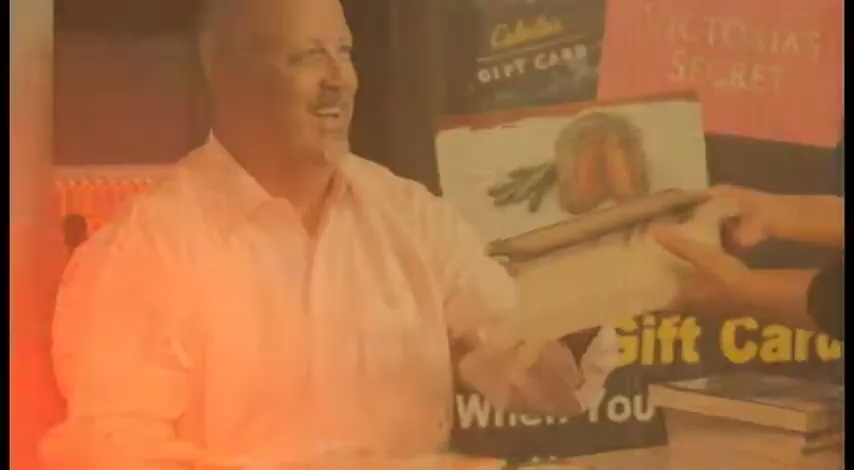 Cabela's
GIFT CARD
VICTORIA'S
SECRET
Gift Card
When You